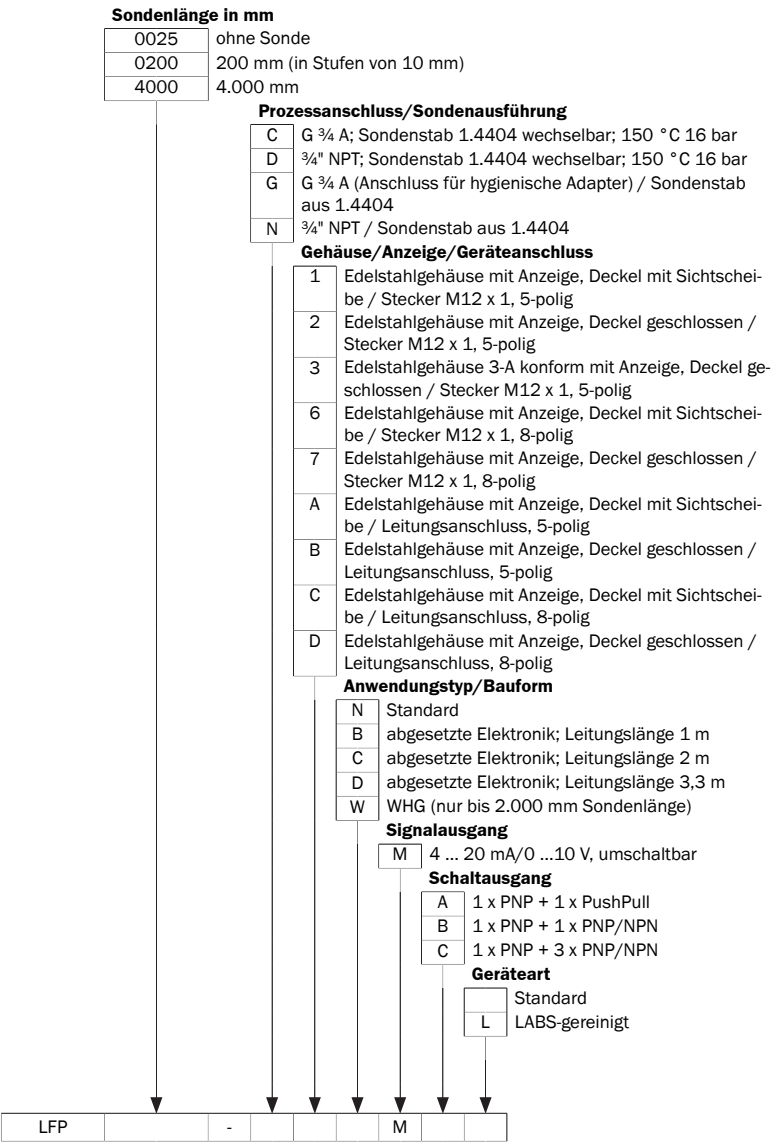 Sondenlänge in mm
0025 ohne Sonde
0200 200 mm (in Stufen von 10 mm)
4000 4.000 mm
Prozessanschluss/Sondenausführung
C G ¾ A; Sondenstab 1.4404 wechselbar; 150 °C 16 bar
D ¾" NPT; Sondenstab 1.4404 wechselbar; 150 °C 16 bar
G G ¾ A (Anschluss für hygienische Adapter) / Sondenstab
aus 1.4404
N ¾" NPT / Sondenstab aus 1.4404
Gehäuse/Anzeige/Geräteanschluss
1 Edelstahlgehäuse mit Anzeige, Deckel mit Sichtschei-
be / Stecker M12 x 1, 5-polig
2 Edelstahlgehäuse mit Anzeige, Deckel geschlossen /
Stecker M12 x 1, 5-polig
3 Edelstahlgehäuse 3-A konform mit Anzeige, Deckel ge-
schlossen / Stecker M12 x 1, 5-polig
6 Edelstahlgehäuse mit Anzeige, Deckel mit Sichtschei-
be / Stecker M12 x 1, 8-polig
7 Edelstahlgehäuse mit Anzeige, Deckel geschlossen /
Stecker M12 x 1, 8-polig
A Edelstahlgehäuse mit Anzeige, Deckel mit Sichtschei-
be / Leitungsanschluss, 5-polig
B Edelstahlgehäuse mit Anzeige, Deckel geschlossen /
Leitungsanschluss, 5-polig
C Edelstahlgehäuse mit Anzeige, Deckel mit Sichtschei-
be / Leitungsanschluss, 8-polig
D Edelstahlgehäuse mit Anzeige, Deckel geschlossen /
Leitungsanschluss, 8-polig
Anwendungstyp/Bauform
N Standard
B abgesetzte Elektronik; Leitungslänge 1 m
C abgesetzte Elektronik; Leitungslänge 2 m
D abgesetzte Elektronik; Leitungslänge 3,3 m
W WHG (nur bis 2.000 mm Sondenlänge)
Signalausgang
M 4 ... 20 mA/0 ...10 V, umschaltbar
Schaltausgang
A 1 x PNP + 1 x PushPull
B 1 x PNP + 1 x PNP/NPN
C 1 x PNP + 3 x PNP/NPN
Geräteart
Standard
L LABS-gereinigt
LFP - M